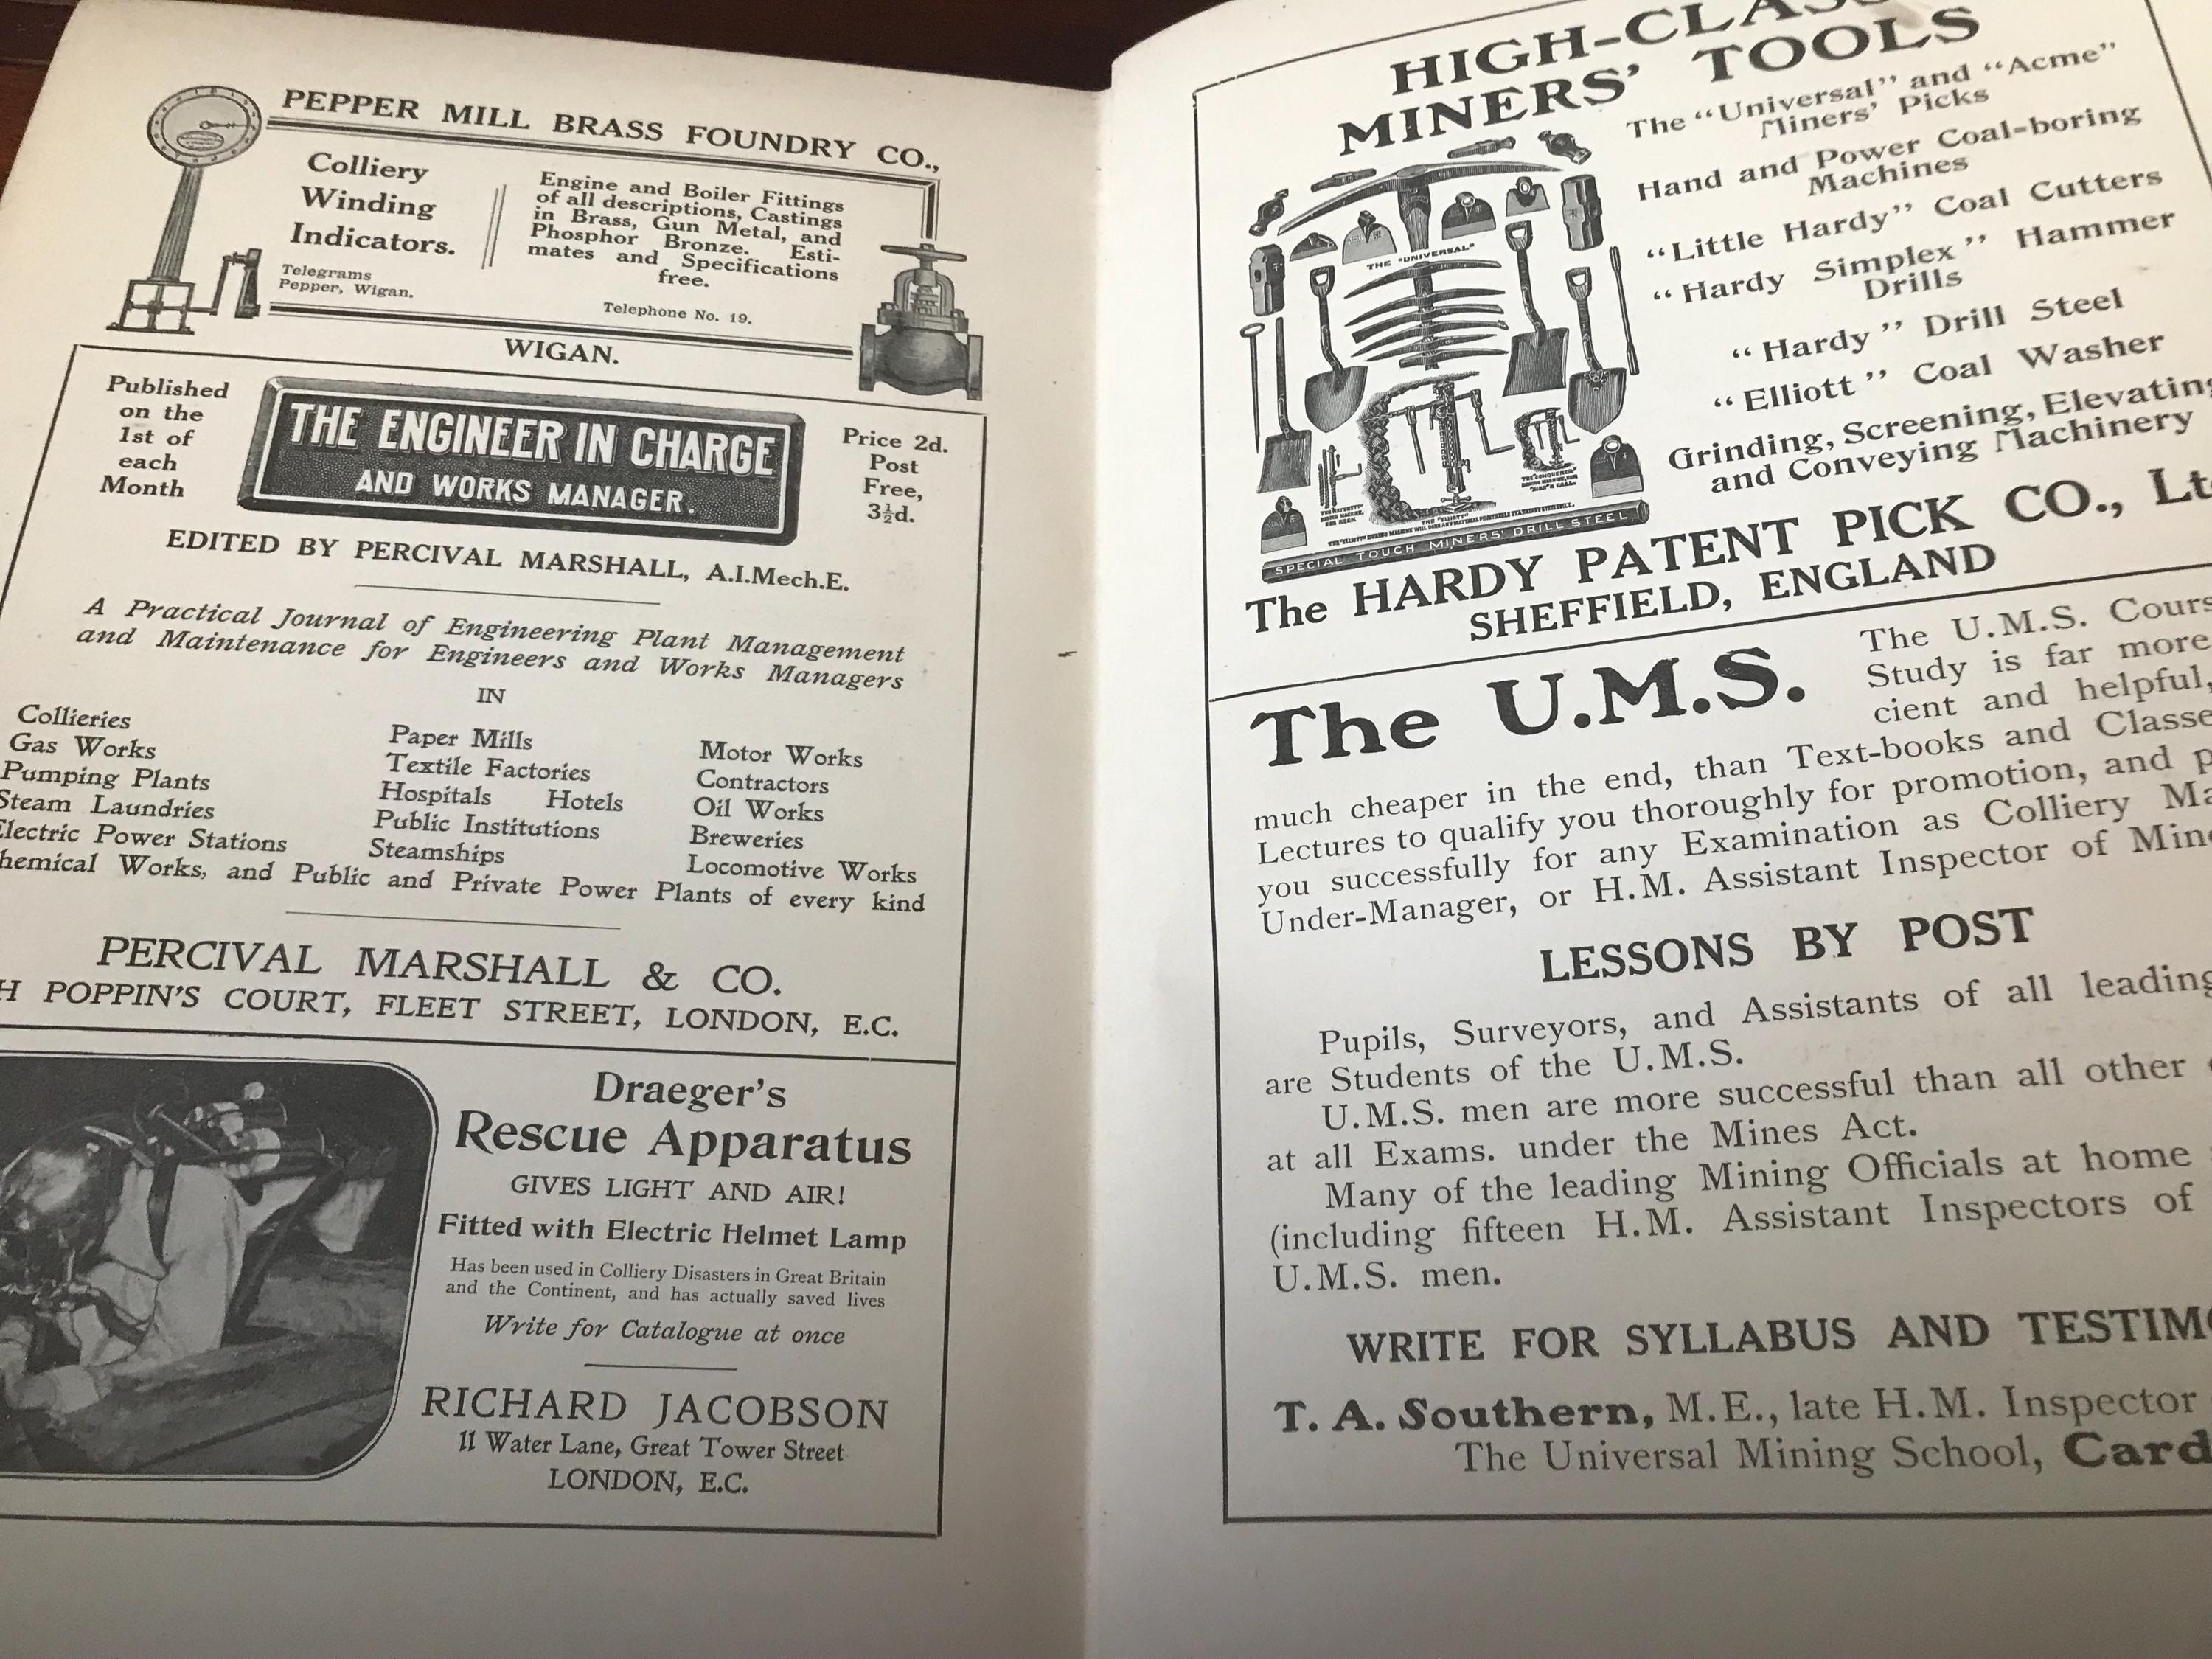 PEPPER MILL BRASS FOUNDRY CO.,
Colliery
Winding
Indicators.
Telegrams
Pepper, Wigan.
Engine and Boiler Fittings
of all descriptions, Castings
in Brass, Gun Metal, and
Phosphor Bronze. Esti-
mates and Specifications
free.
Telephone No. 19.
WIGAN.
Published
on the
1st of
each
Month
THE ENGINEER IN CHARGE
AND WORKS MANAGER.
Price 2d.
Post
Free,
3½d.
EDITED BY PERCIVAL MARSHALL, A.I.Mech.E.
A Practical Journal of Engineering Plant Management
and Maintenance for Engineers and Works Managers
IN
Collieries
Gas Works
Pumping Plants
Steam Laundries
Electric Power Stations
Paper Mills
Textile Factories
Hospitals Hotels
Public Institutions
Steamships
Motor Works
Contractors
Oil Works
Breweries
Locomotive Works
hemical Works, and Public and Private Power Plants of every kind
PERCIVAL MARSHALL & CO.
H POPPIN'S COURT, FLEET STREET, LONDON, E.C.
Draeger's
Rescue Apparatus
GIVES LIGHT AND AIR!
Fitted with Electric Helmet Lamp
Has been used in Colliery Disasters in Great Britain
and the Continent, and has actually saved lives
Write for Catalogue at once
RICHARD JACOBSON
11 Water Lane, Great Tower Street
LONDON, E.C.
HIGH-CLASS
MINERS' TOOLS
The "Universal" and "Acme"
Miners' Picks
Hand and Power Coal-boring
Machines
"Little Hardy" Coal Cutters
"Hardy Simplex" Hammer
Drills
"Hardy" Drill Steel
"Elliott" Coal Washer
Grinding, Screening, Elevating
and Conveying Machinery
THE "UNIVERSAL"
SPECIAL TOUCH MINERS' DRILL STEEL
The HARDY PATENT PICK CO., Lt
SHEFFIELD, ENGLAND
The U.M.S.
The U.M.S. Cours
Study is far more
cient and helpful,
much cheaper in the end, than Text-books and Classe
Lectures to qualify you thoroughly for promotion, and p
you successfully for any Examination as Colliery Ma
Under-Manager, or H.M. Assistant Inspector of Min
LESSONS BY POST
Pupils, Surveyors, and Assistants of all leading
are Students of the U.M.S.
U.M.S. men are more successful than all other
at all Exams. under the Mines Act.
Many of the leading Mining Officials at home
(including fifteen H.M. Assistant Inspectors of
U.M.S. men.
WRITE FOR SYLLABUS AND TESTIM
T. A. Southern, M.E., late H.M. Inspector
The Universal Mining School, Card